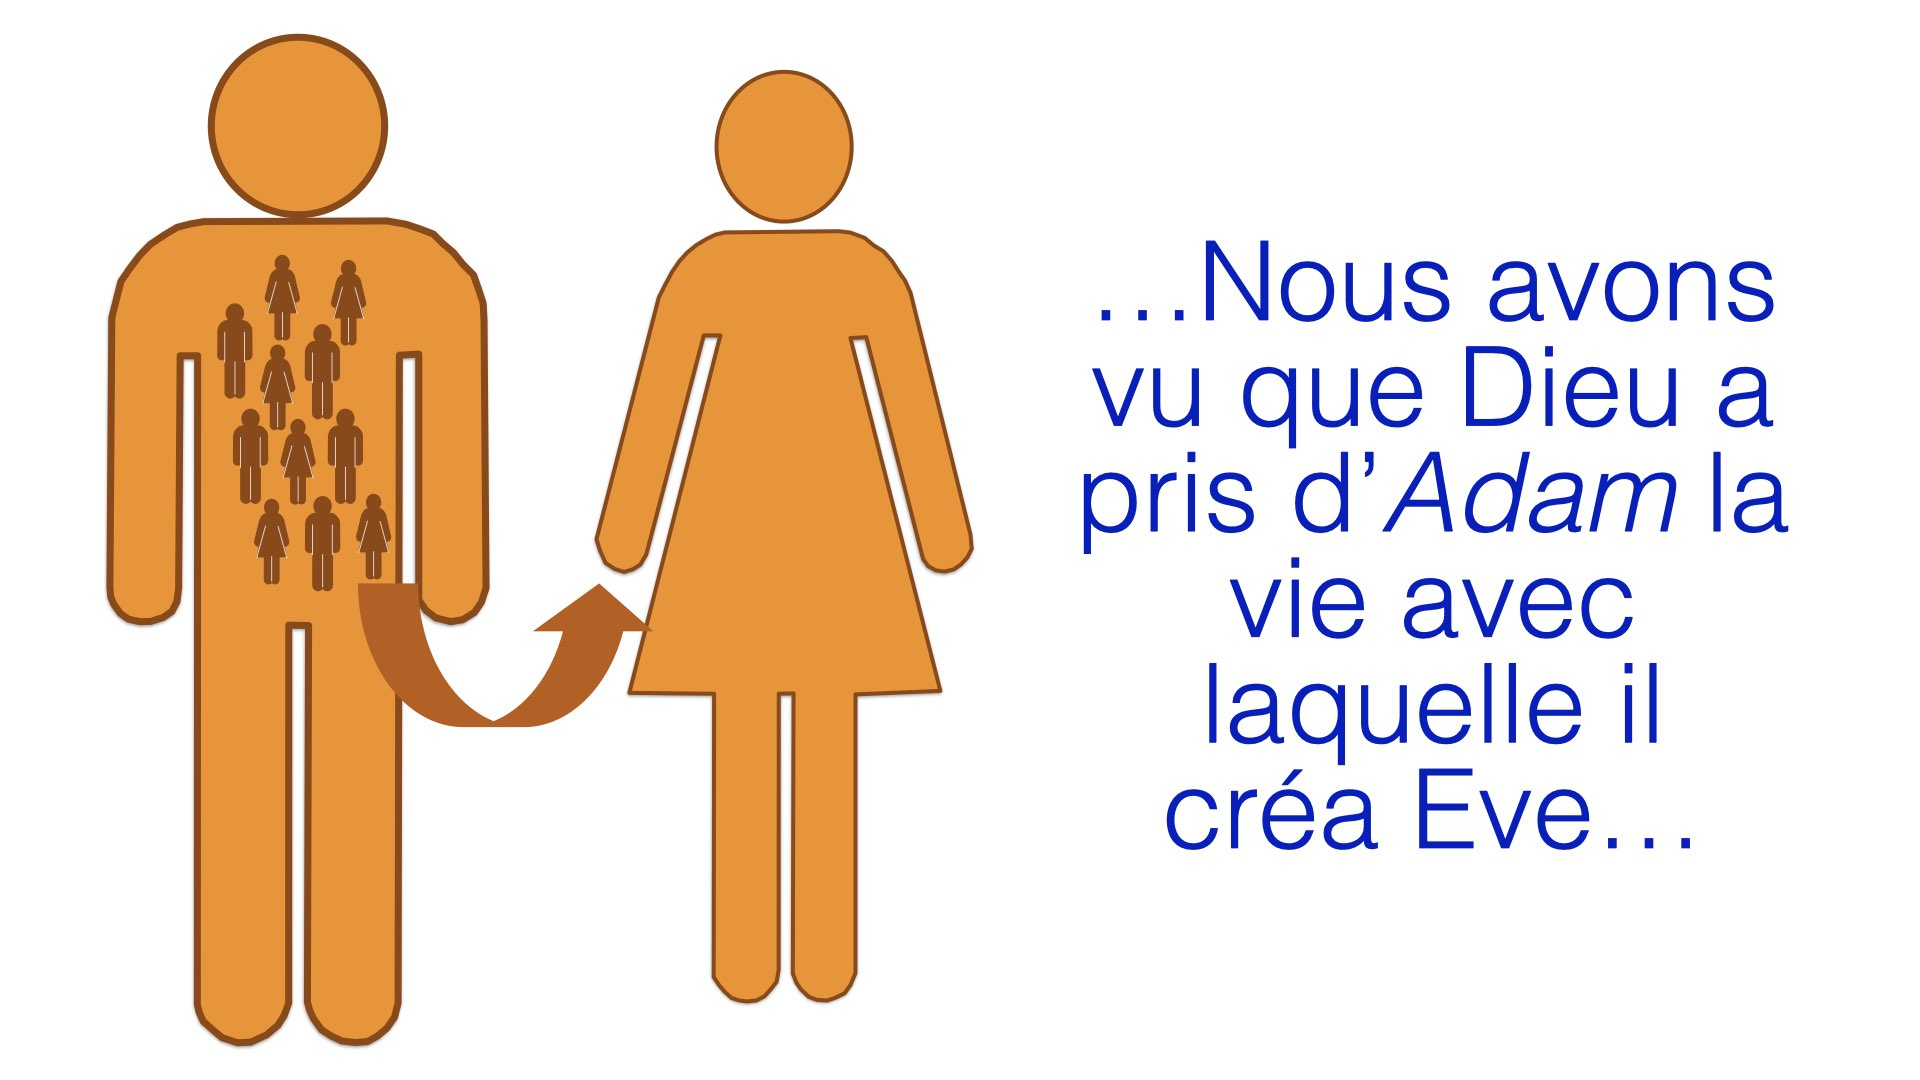 …Nous avons
vu que Dieu a
pris d’Adam la
vie avec
laquelle il
créa Eve…